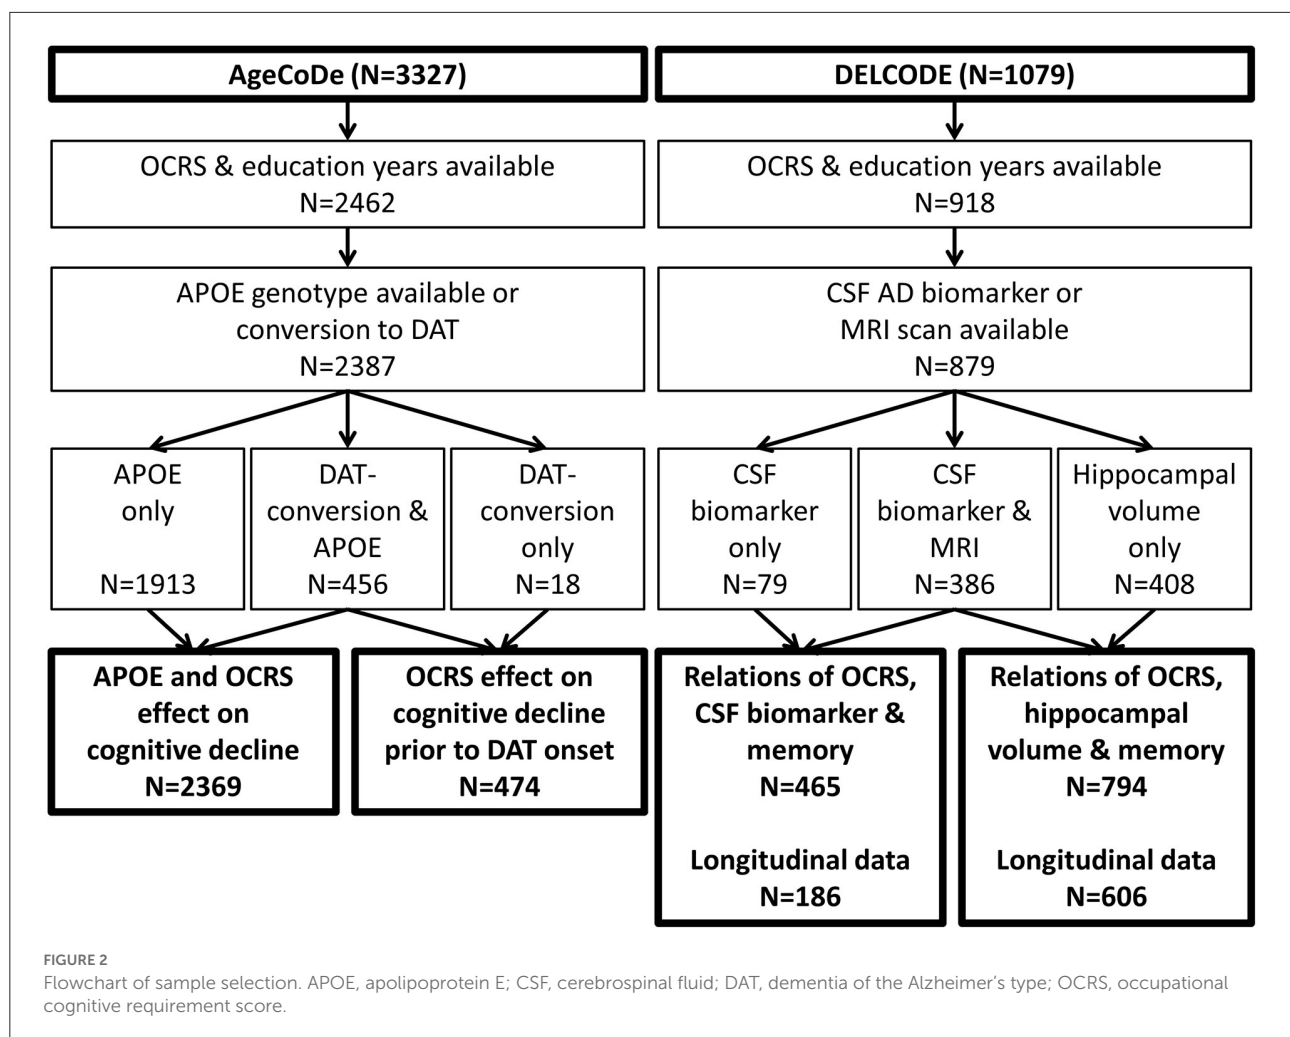 AgeCoDe (N=3327)
DELCODE (N=1079)
OCRS & education years available
N=2462
OCRS & education years available
N=918
APOE genotype available or
conversion to DAT
N=2387
CSF AD biomarker or
MRI scan available
N=879
APOE
only
N=1913
DAT-
conversion &
APOE
N=456
DAT-
conversion
only
N=18
CSF
biomarker
only
N=79
CSF
biomarker &
MRI
N=386
Hippocampal
volume
only
N=408
APOE and OCRS
effect on
cognitive decline
N=2369
OCRS effect on
cognitive decline
prior to DAT onset
N=474
Relations of OCRS,
CSF biomarker &
memory
N=465
Longitudinal data
N=186
Relations of OCRS,
hippocampal
volume & memory
N=794
Longitudinal data
N=606
FIGURE 2
Flowchart of sample selection. APOE, apolipoprotein E; CSF, cerebrospinal fluid; DAT, dementia of the Alzheimer's type; OCRS, occupational
cognitive requirement score.